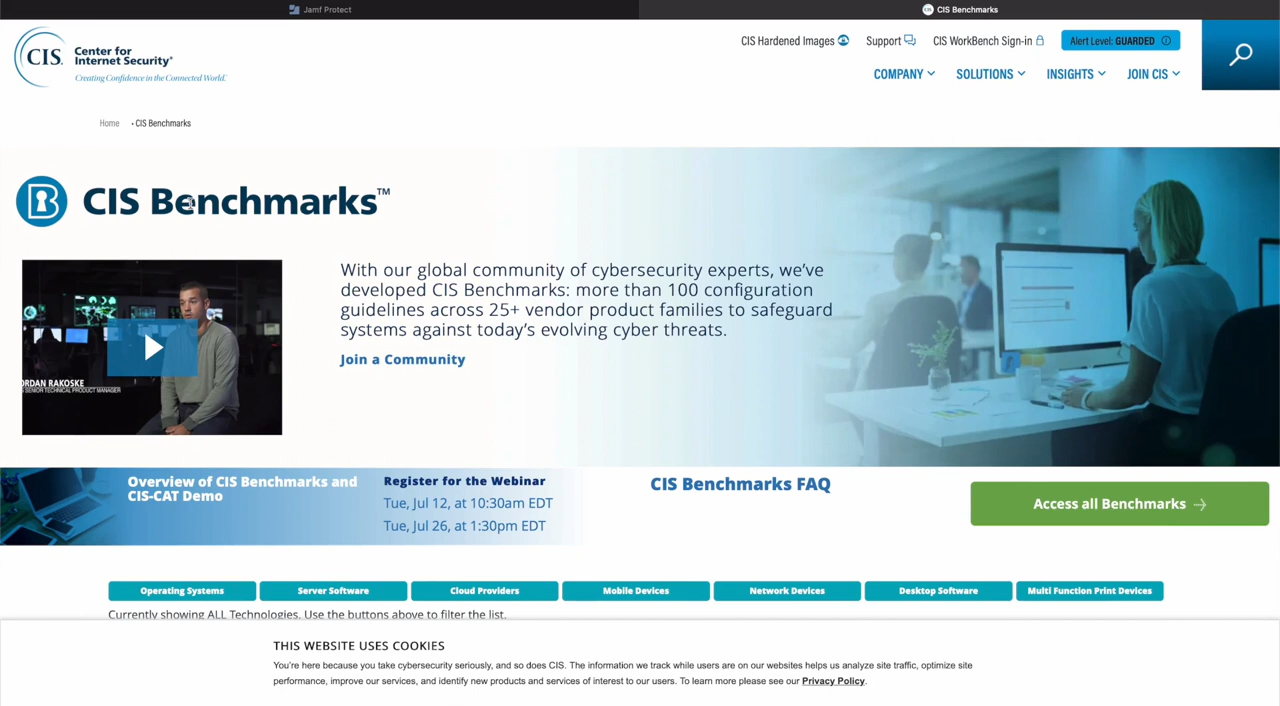 Jamf Protect
CIS Benchmarks
CIS Hardened Images
Support
CIS WorkBench Sign-in
Alert Level: GUARDED
CIS. Center for
Internet Security®
Creating Confidence in the Connected World.™
COMPANY
SOLUTIONS
INSIGHTS
JOIN CIS
Home • CIS Benchmarks
CIS Benchmarks™
With our global community of cybersecurity experts, we’ve
developed CIS Benchmarks: more than 100 configuration
guidelines across 25+ vendor product families to safeguard
systems against today’s evolving cyber threats.
Join a Community
ORDAN RAKOSKE
SENIOR TECHNICAL PRODUCT MANAGER
Overview of CIS Benchmarks and
CIS-CAT Demo
Register for the Webinar
Tue, Jul 12, at 10:30am EDT
Tue, Jul 26, at 1:30pm EDT
CIS Benchmarks FAQ
Access all Benchmarks
Operating Systems
Server Software
Cloud Providers
Mobile Devices
Network Devices
Desktop Software
Multi Function Print Devices
Currently showing ALL Technologies. Use the buttons above to filter the list.
THIS WEBSITE USES COOKIES
You’re here because you take cybersecurity seriously, and so does CIS. The information we track while users are on our websites helps us analyze site traffic, optimize site
performance, improve our services, and identify new products and services of interest to our users. To learn more please see our Privacy Policy.